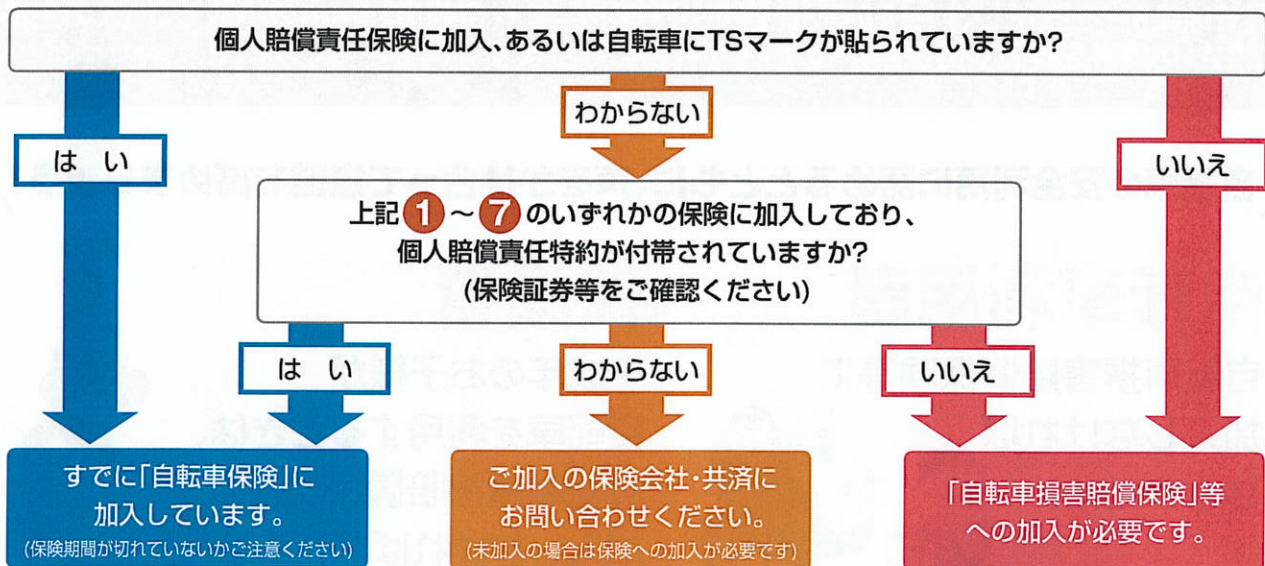 個人賠償責任保険に加入、あるいは自転車にTSマークが貼られていますか?
わからない
は い
いいえ
上記1～7のいずれかの保険に加入しており、
個人賠償責任特約が付帯されていますか?
(保険証券等をご確認ください)
は い
わからない
いいえ
すでに「自転車保険」に
加入しています。
(保険期間が切れていないかご注意ください)
ご加入の保険会社・共済に
お問い合わせください。
(未加入の場合は保険への加入が必要です)
「自転車損害賠償保険」等
への加入が必要です。